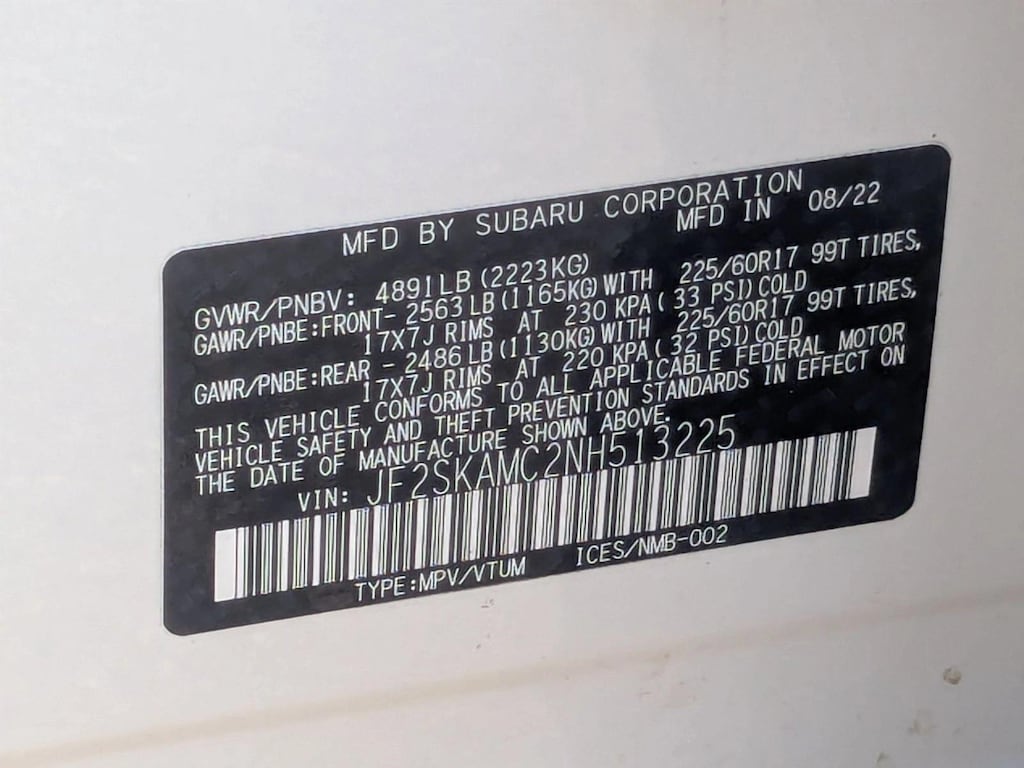 MFD BY SUBARU CORPORATION
MFD IN 08/22
GVWR/PNBV: 4891LB(2223KG)
GAWR/PNBE:FRONT- 2563LB(1165KG)WITH 225/60R17 99T TIRES,
17X7J RIMS AT 230 KPA( 33 PSI)COLD
GAWR/PNBE:REAR - 2486LB(1130KG)WITH 225/60R17 99T TIRES,
17X7J RIMS AT 220 KPA( 32 PSI)COLD
THIS VEHICLE CONFORMS TO ALL APPLICABLE FEDERAL MOTOR
VEHICLE SAFETY AND THEFT PREVENTION STANDARDS IN EFFECT ON
THE DATE OF MANUFACTURE SHOWN ABOVE.
VIN: JF2SKAMC2NH513225
TYPE:MPV/VTUM ICES/NMB-002